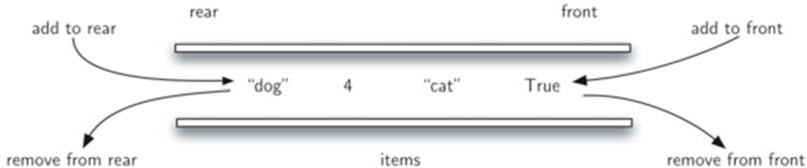 rear front
add to rear add to front
“dog” 4 “cat” True
remove from rear items remove from front